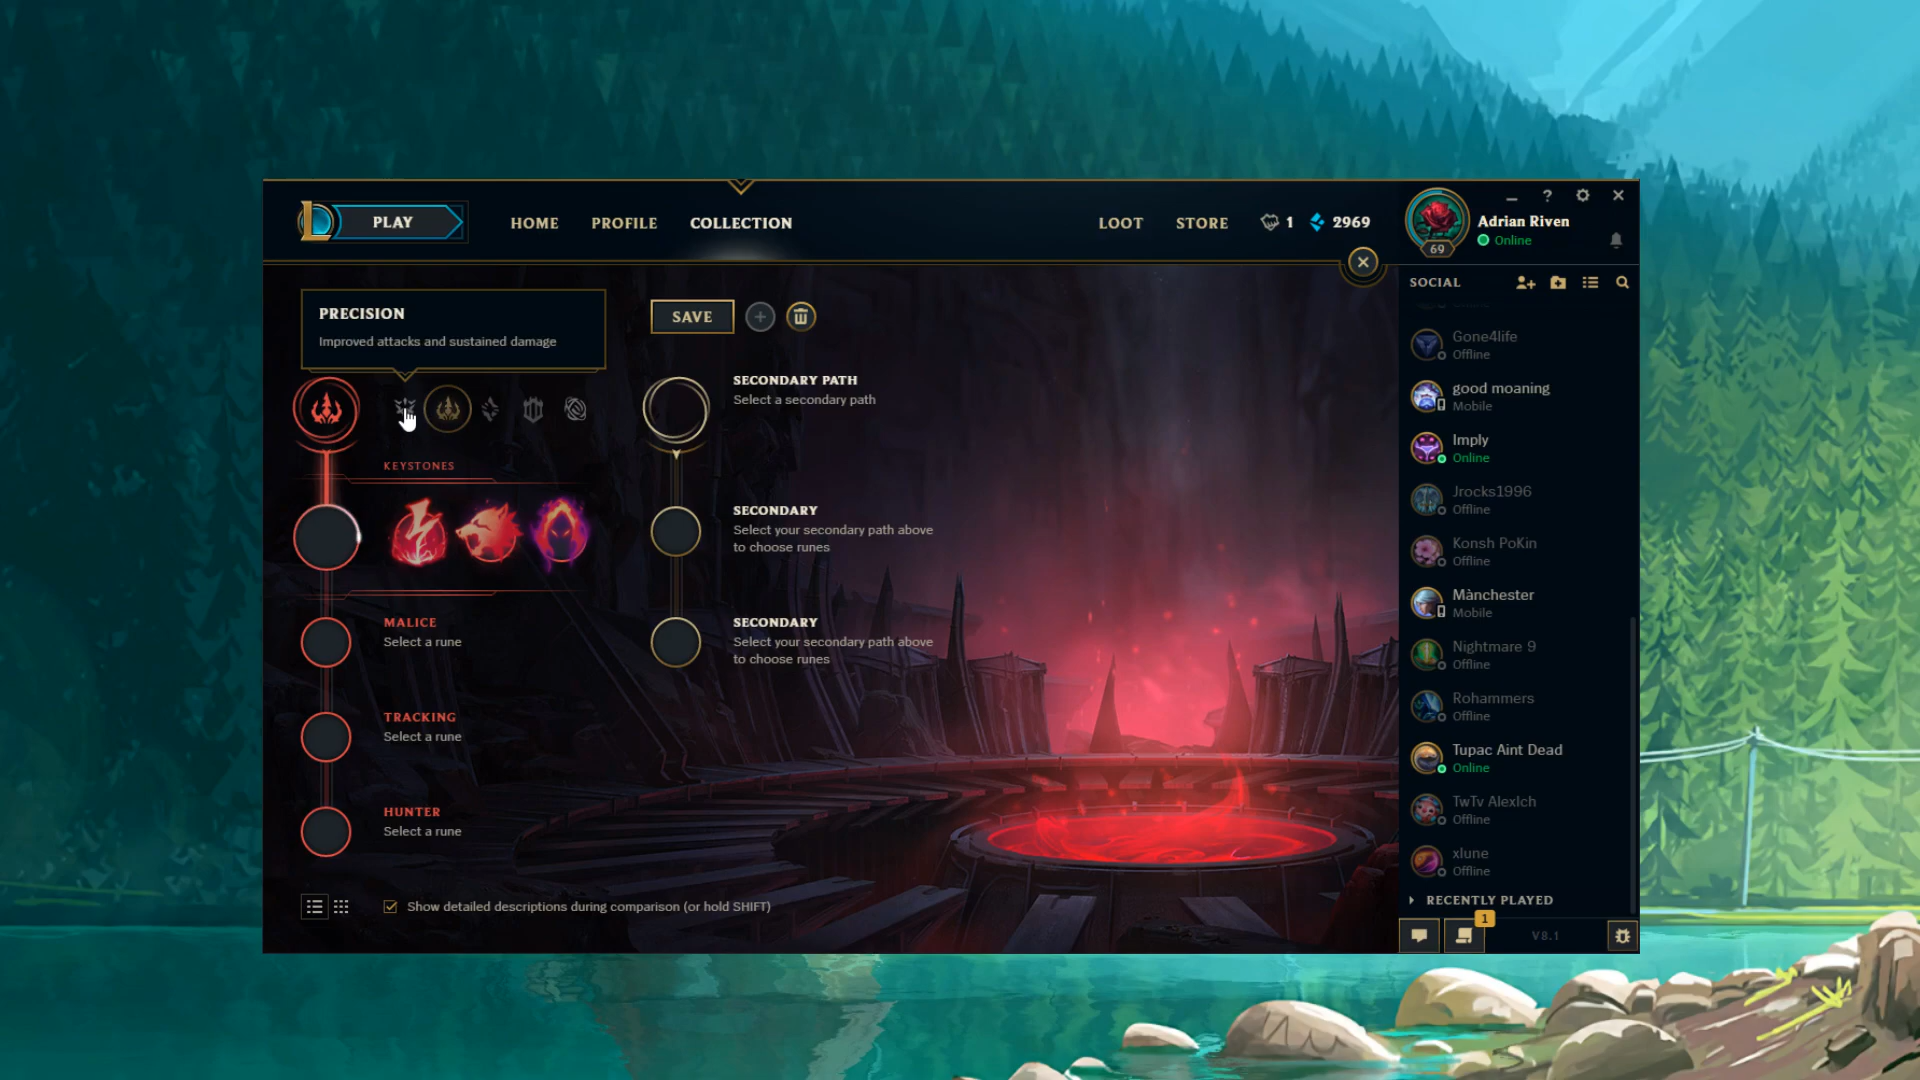 PLAY
HOME
PROFILE
COLLECTION
LOOT
STORE
1
2969
?
Adrian Riven
Online
69
PRECISION
Improved attacks and sustained damage
SAVE
SECONDARY PATH
Select a secondary path
KEYSTONES
SECONDARY
Select your secondary path above
to choose runes
MALICE
Select a rune
SECONDARY
Select your secondary path above
to choose runes
TRACKING
Select a rune
HUNTER
Select a rune
Show detailed descriptions during comparison (or hold SHIFT)
SOCIAL
Gone4life
Offline
good moaning
Mobile
Imply
Online
Jrocks1996
Offline
Konsh PoKin
Offline
Mànchester
Mobile
Nightmare 9
Offline
Rohammers
Offline
Tupac Aint Dead
Online
TwTv AlexIch
Offline
xlune
Offline
RECENTLY PLAYED
1
V8.1